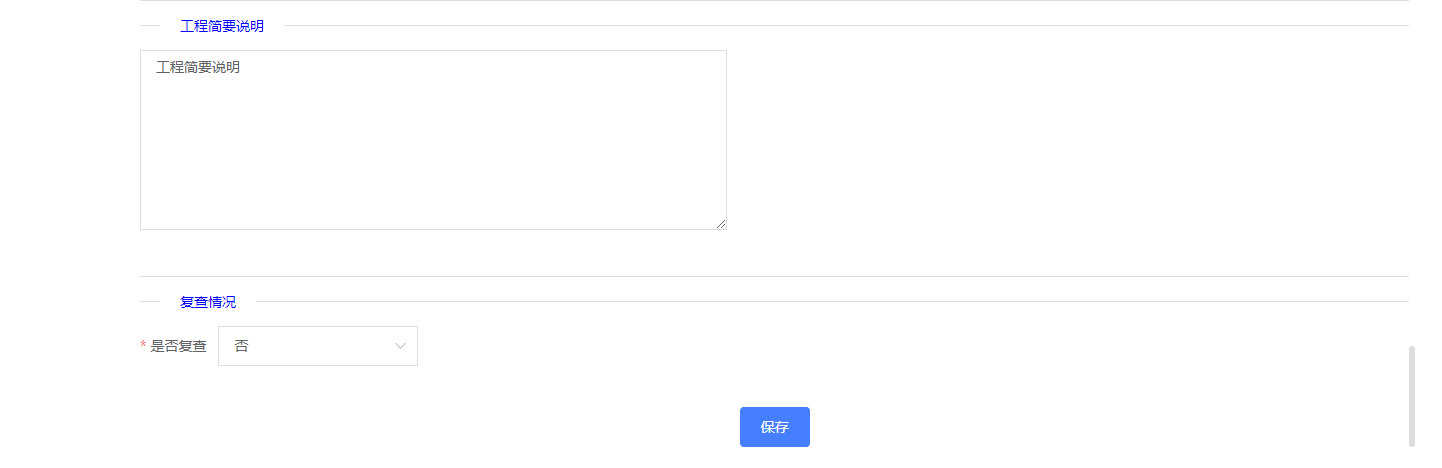 工程简要说明
工程简要说明
复查情况
* 是否复查 否
保存